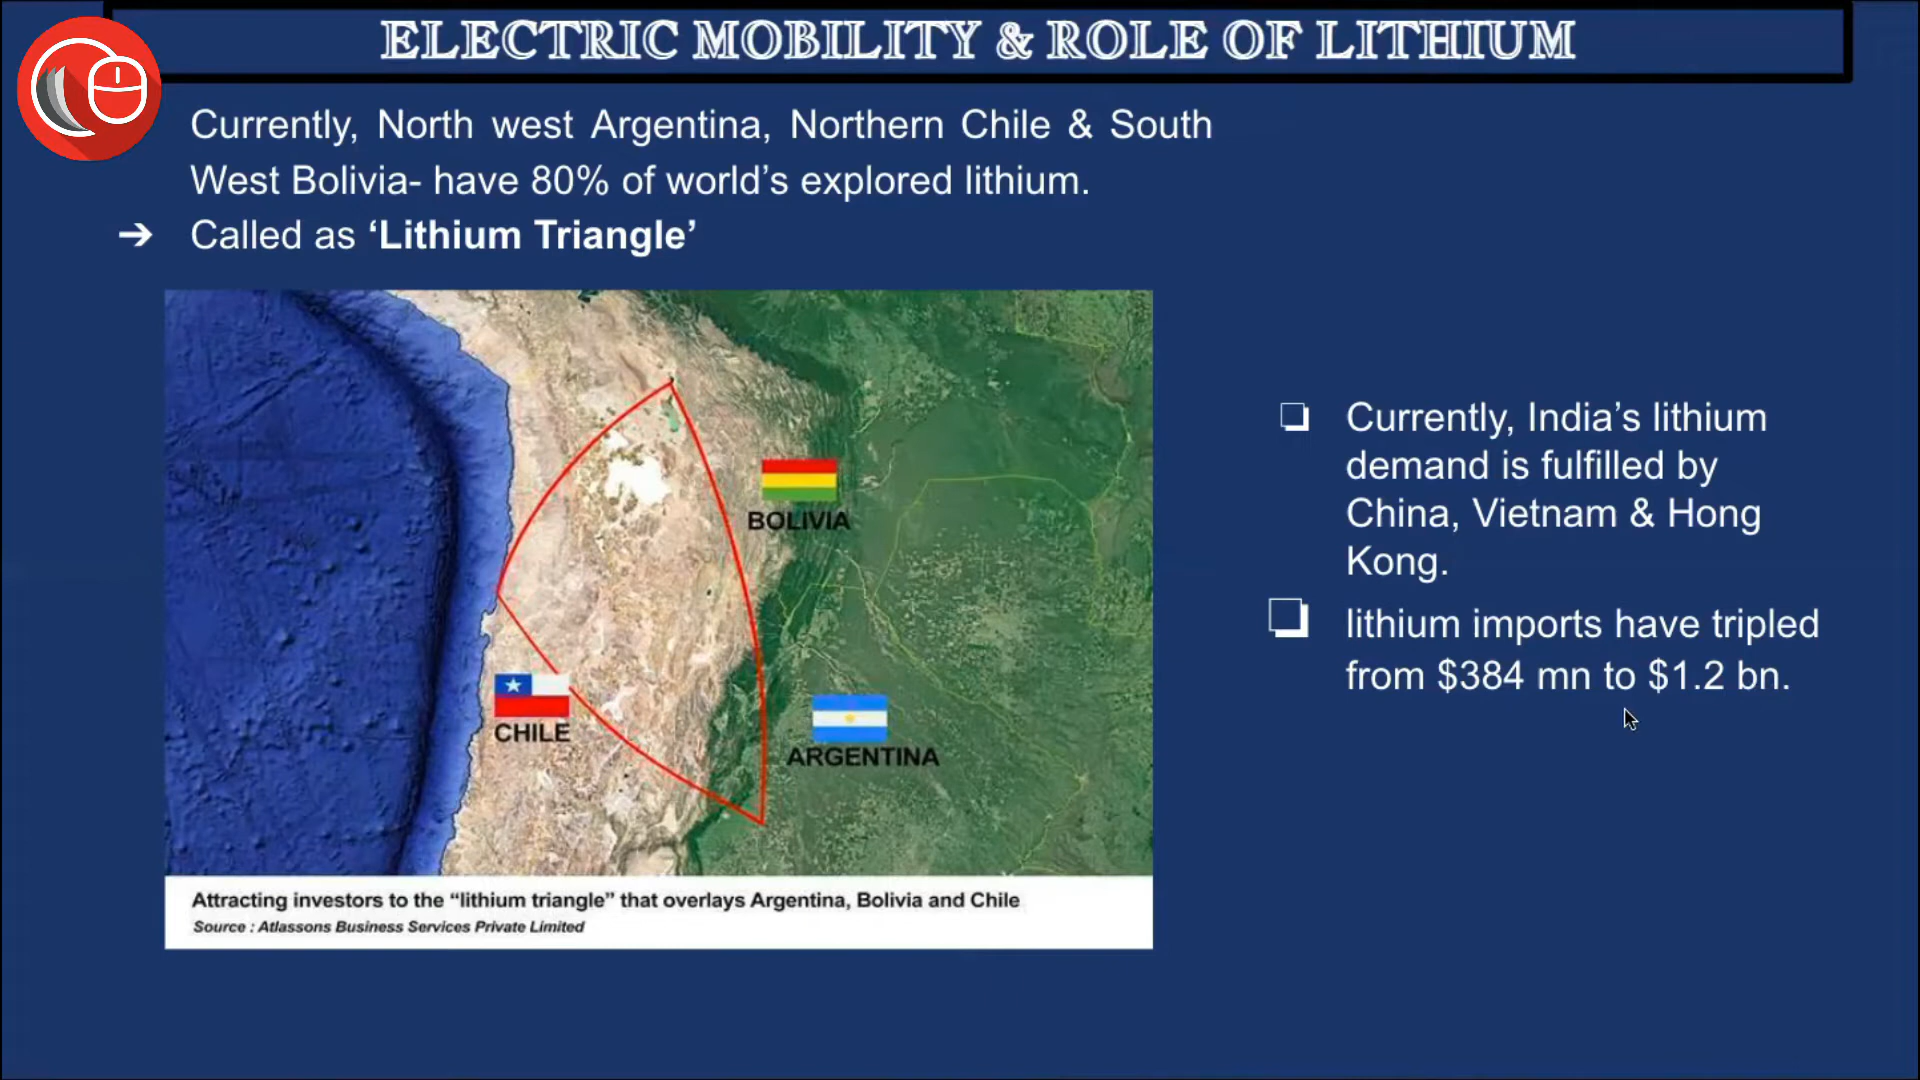 ELECTRIC MOBILITY & ROLE OF LITHIUM
Currently, North west Argentina, Northern Chile & South
West Bolivia- have 80% of world’s explored lithium.
➔ Called as ‘Lithium Triangle’
BOLIVIA
CHILE
ARGENTINA
Attracting investors to the “lithium triangle” that overlays Argentina, Bolivia and Chile
Source : Atlassons Business Services Private Limited
❏ Currently, India’s lithium
demand is fulfilled by
China, Vietnam & Hong
Kong.
❏ lithium imports have tripled
from $384 mn to $1.2 bn.